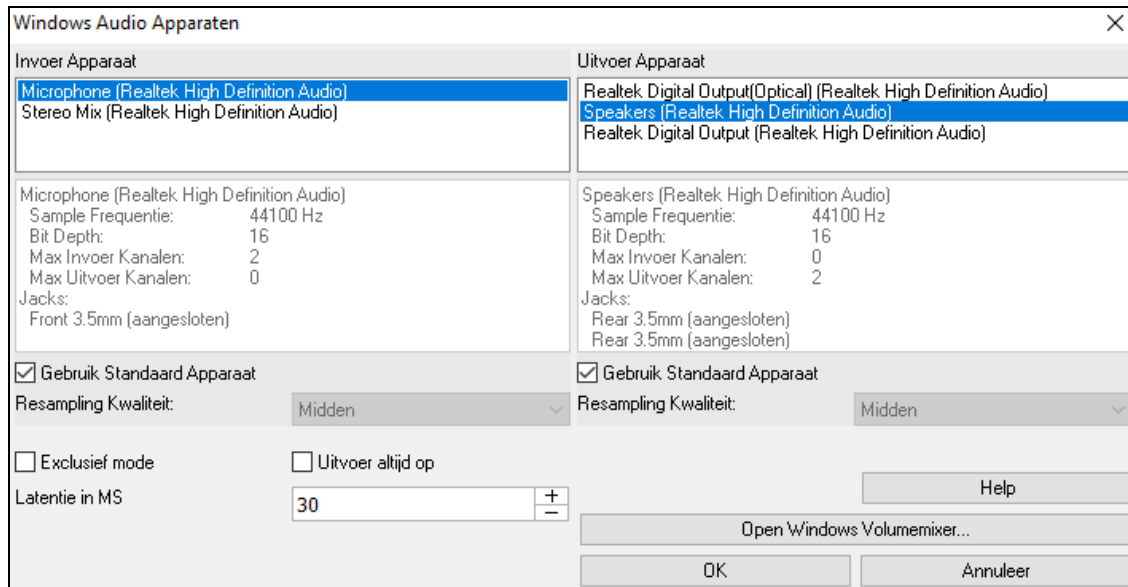 Windows Audio Apparaten
Invoer Apparaat
Microphone (Realtek High Definition Audio)
Stereo Mix (Realtek High Definition Audio)
Microphone (Realtek High Definition Audio)
Sample Frequentie: 44100 Hz
Bit Depth: 16
Max Invoer Kanalen: 2
Max Uitvoer Kanalen: 0
Jacks:
Front 3.5mm (aangesloten)
Gebruik Standaard Apparaat
Resampling Kwaliteit: Midden
Uitvoer Apparaat
Realtek Digital Output(Optical) (Realtek High Definition Audio)
Speakers (Realtek High Definition Audio)
Realtek Digital Output (Realtek High Definition Audio)
Speakers (Realtek High Definition Audio)
Sample Frequentie: 44100 Hz
Bit Depth: 16
Max Invoer Kanalen: 0
Max Uitvoer Kanalen: 2
Jacks:
Rear 3.5mm (aangesloten)
Rear 3.5mm (aangesloten)
Gebruik Standaard Apparaat
Resampling Kwaliteit: Midden
Exclusief mode
Uitvoer altijd op
Latentie in MS 30
Help
Open Windows Volumemixer...
OK
Annuleer